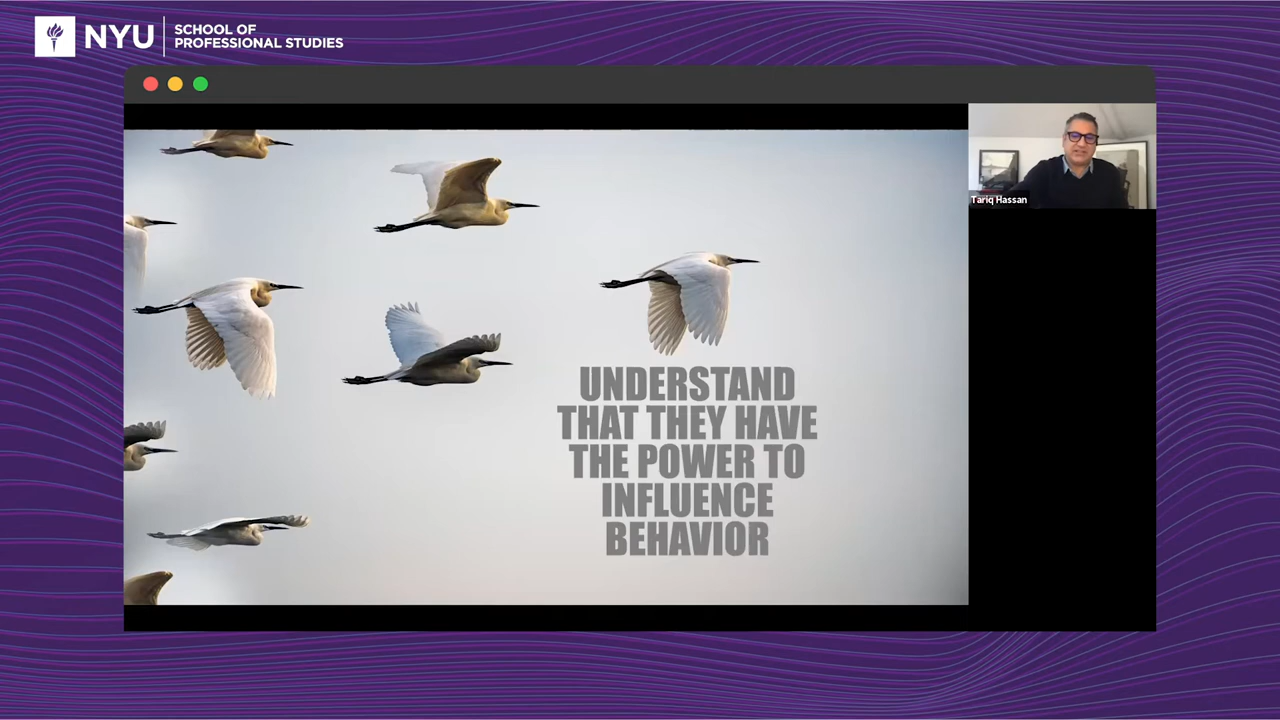 NYU
SCHOOL OF
PROFESSIONAL STUDIES
Tariq Hassan
UNDERSTAND
THAT THEY HAVE
THE POWER TO
INFLUENCE
BEHAVIOR